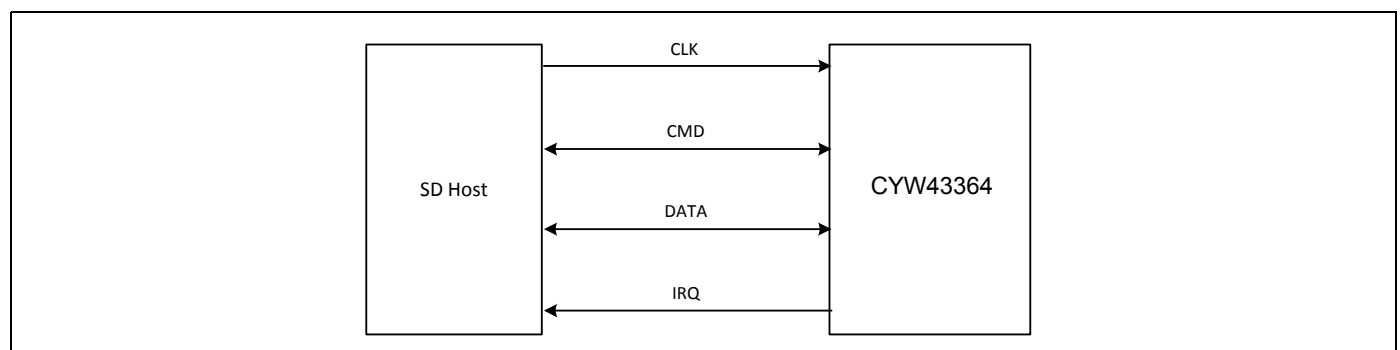 CLK
CMD
SD Host
CYW43364
DATA
IRQ